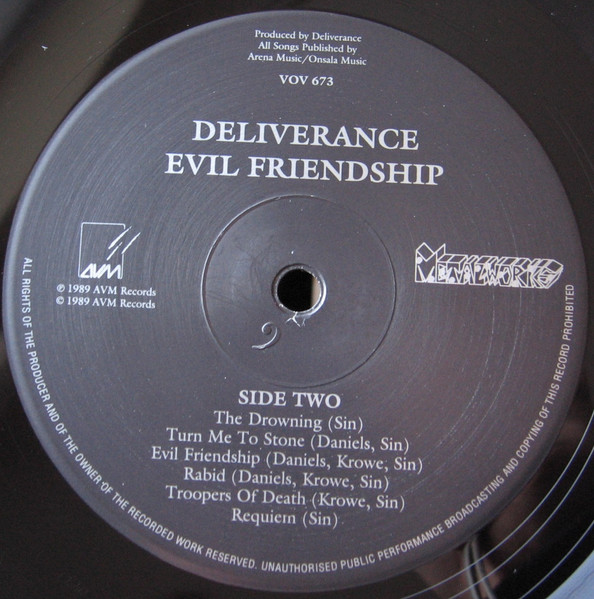 Produced by Deliverance
All Songs Published by
Arena Music/Onsala Music
VOV 673
DELIVERANCE
EVIL FRIENDSHIP
AVM
METALWORKS
℗ 1989 AVM Records
© 1989 AVM Records
SIDE TWO
The Drowning (Sin)
Turn Me To Stone (Daniels, Sin)
Evil Friendship (Daniels, Krowe, Sin)
Rabid (Daniels, Krowe, Sin)
Troopers Of Death (Krowe, Sin)
Requiem (Sin)
ALL RIGHTS OF THE PRODUCER AND OF THE OWNER OF THE RECORDED WORK RESERVED. UNAUTHORISED PUBLIC PERFORMANCE BROADCASTING AND COPYING OF THIS RECORD PROHIBITED